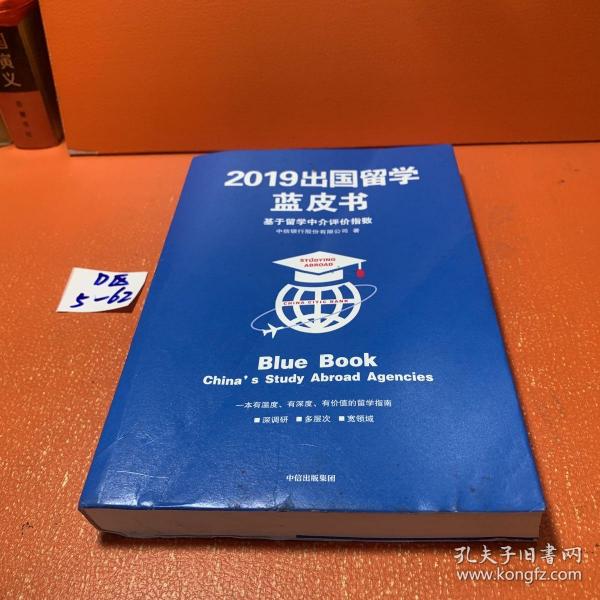 演义
2019出国留学
蓝皮书
基于留学中介评价指数
中信银行股份有限公司 著
STUDYING
ABROAD
CHINA CITIC BANK
Blue Book
China's Study Abroad Agencies
一本有温度、有深度、有价值的留学指南
■深调研 ■多层次 ■宽领域
中信出版集团
D区
5-62
孔夫子旧书网
www.kongfz.com